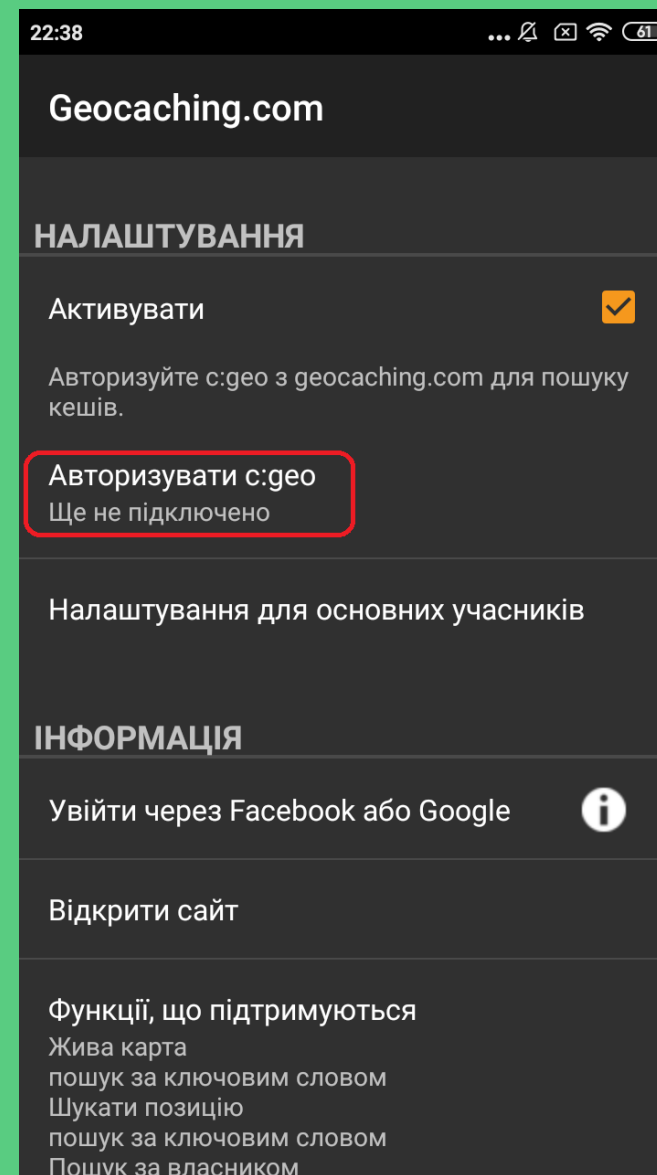 22:38
61
Geocaching.com
НАЛАШТУВАННЯ
Активувати
Авторизуйте c:geo з geocaching.com для пошуку
кешів.
Авторизувати c:geo
Ще не підключено
Налаштування для основних учасників
ІНФОРМАЦІЯ
Увійти через Facebook або Google
Відкрити сайт
Функції, що підтримуються
Жива карта
пошук за ключовим словом
Шукати позицію
пошук за ключовим словом
Пошук за власником